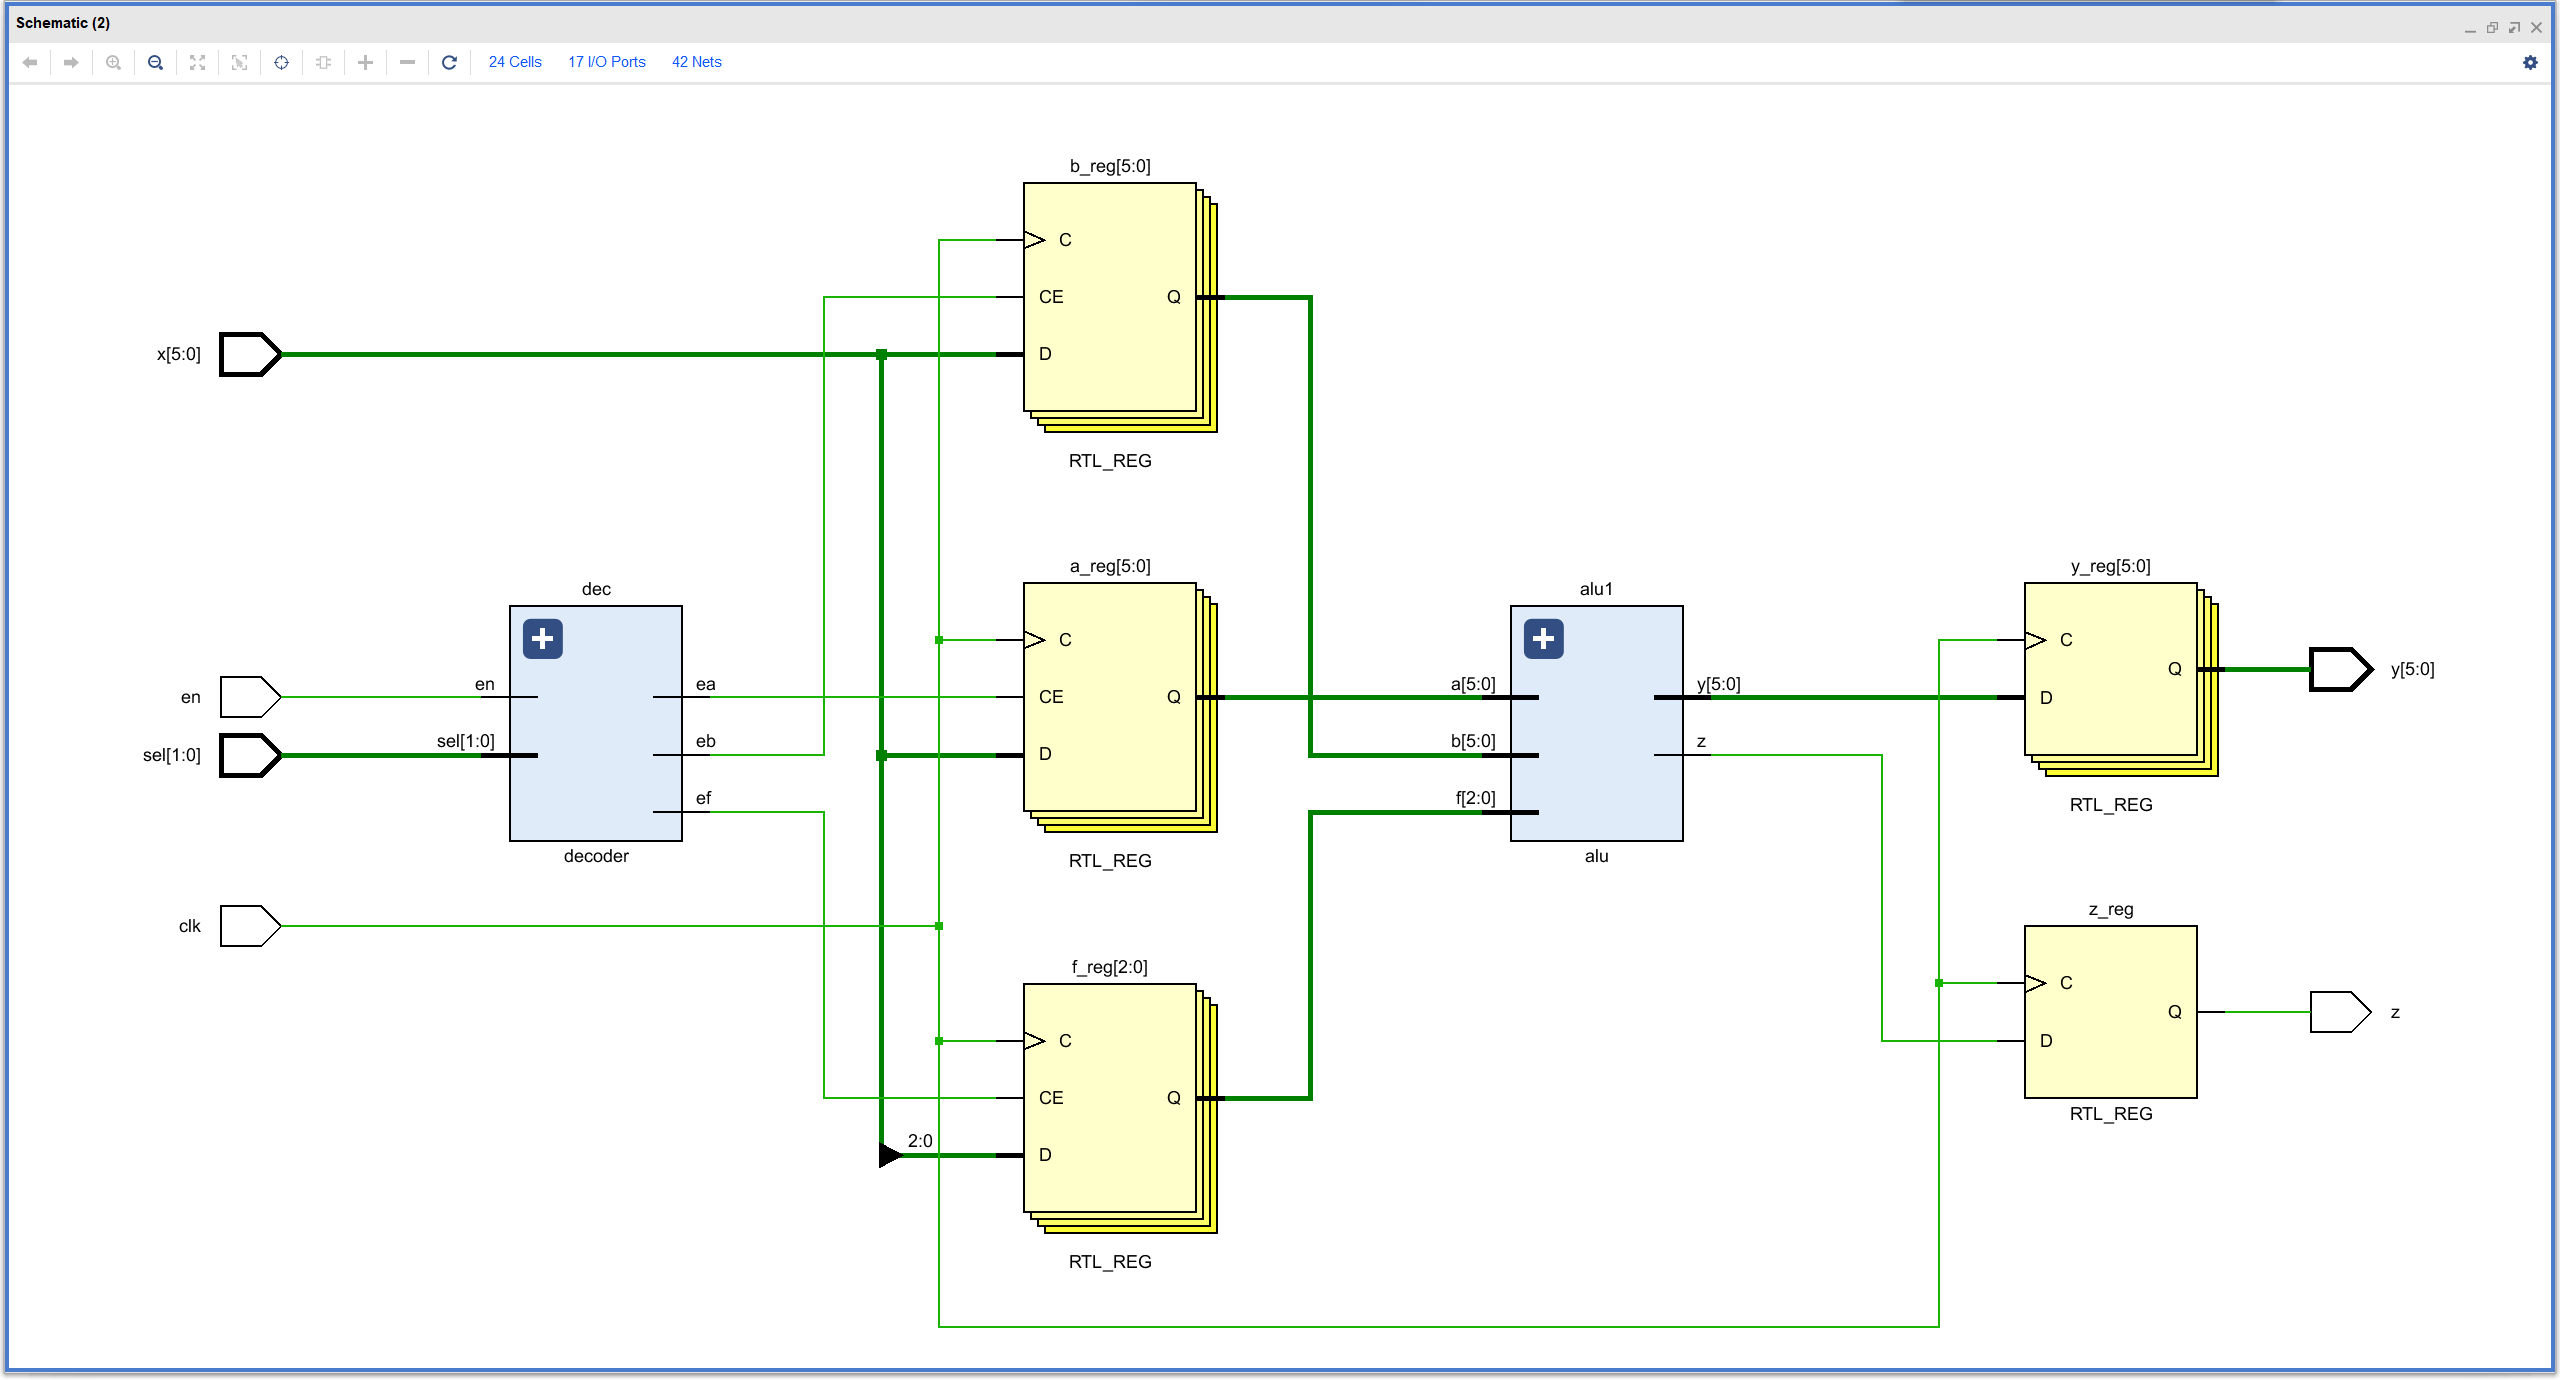 Schematic (2)
24 Cells 17 I/O Ports 42 Nets
b_reg[5:0]
C
CE Q
x[5:0] D
RTL_REG
a_reg[5:0]
y_reg[5:0]
dec
alu1
C
C
en en ea CE Q a[5:0] y[5:0] Q y[5:0]
D
sel[1:0] sel[1:0] eb D b[5:0] z
ef f[2:0]
RTL_REG
decoder RTL_REG alu
clk
z_reg
f_reg[2:0]
C
Q z
C D
CE Q
RTL_REG
2:0
D
RTL_REG